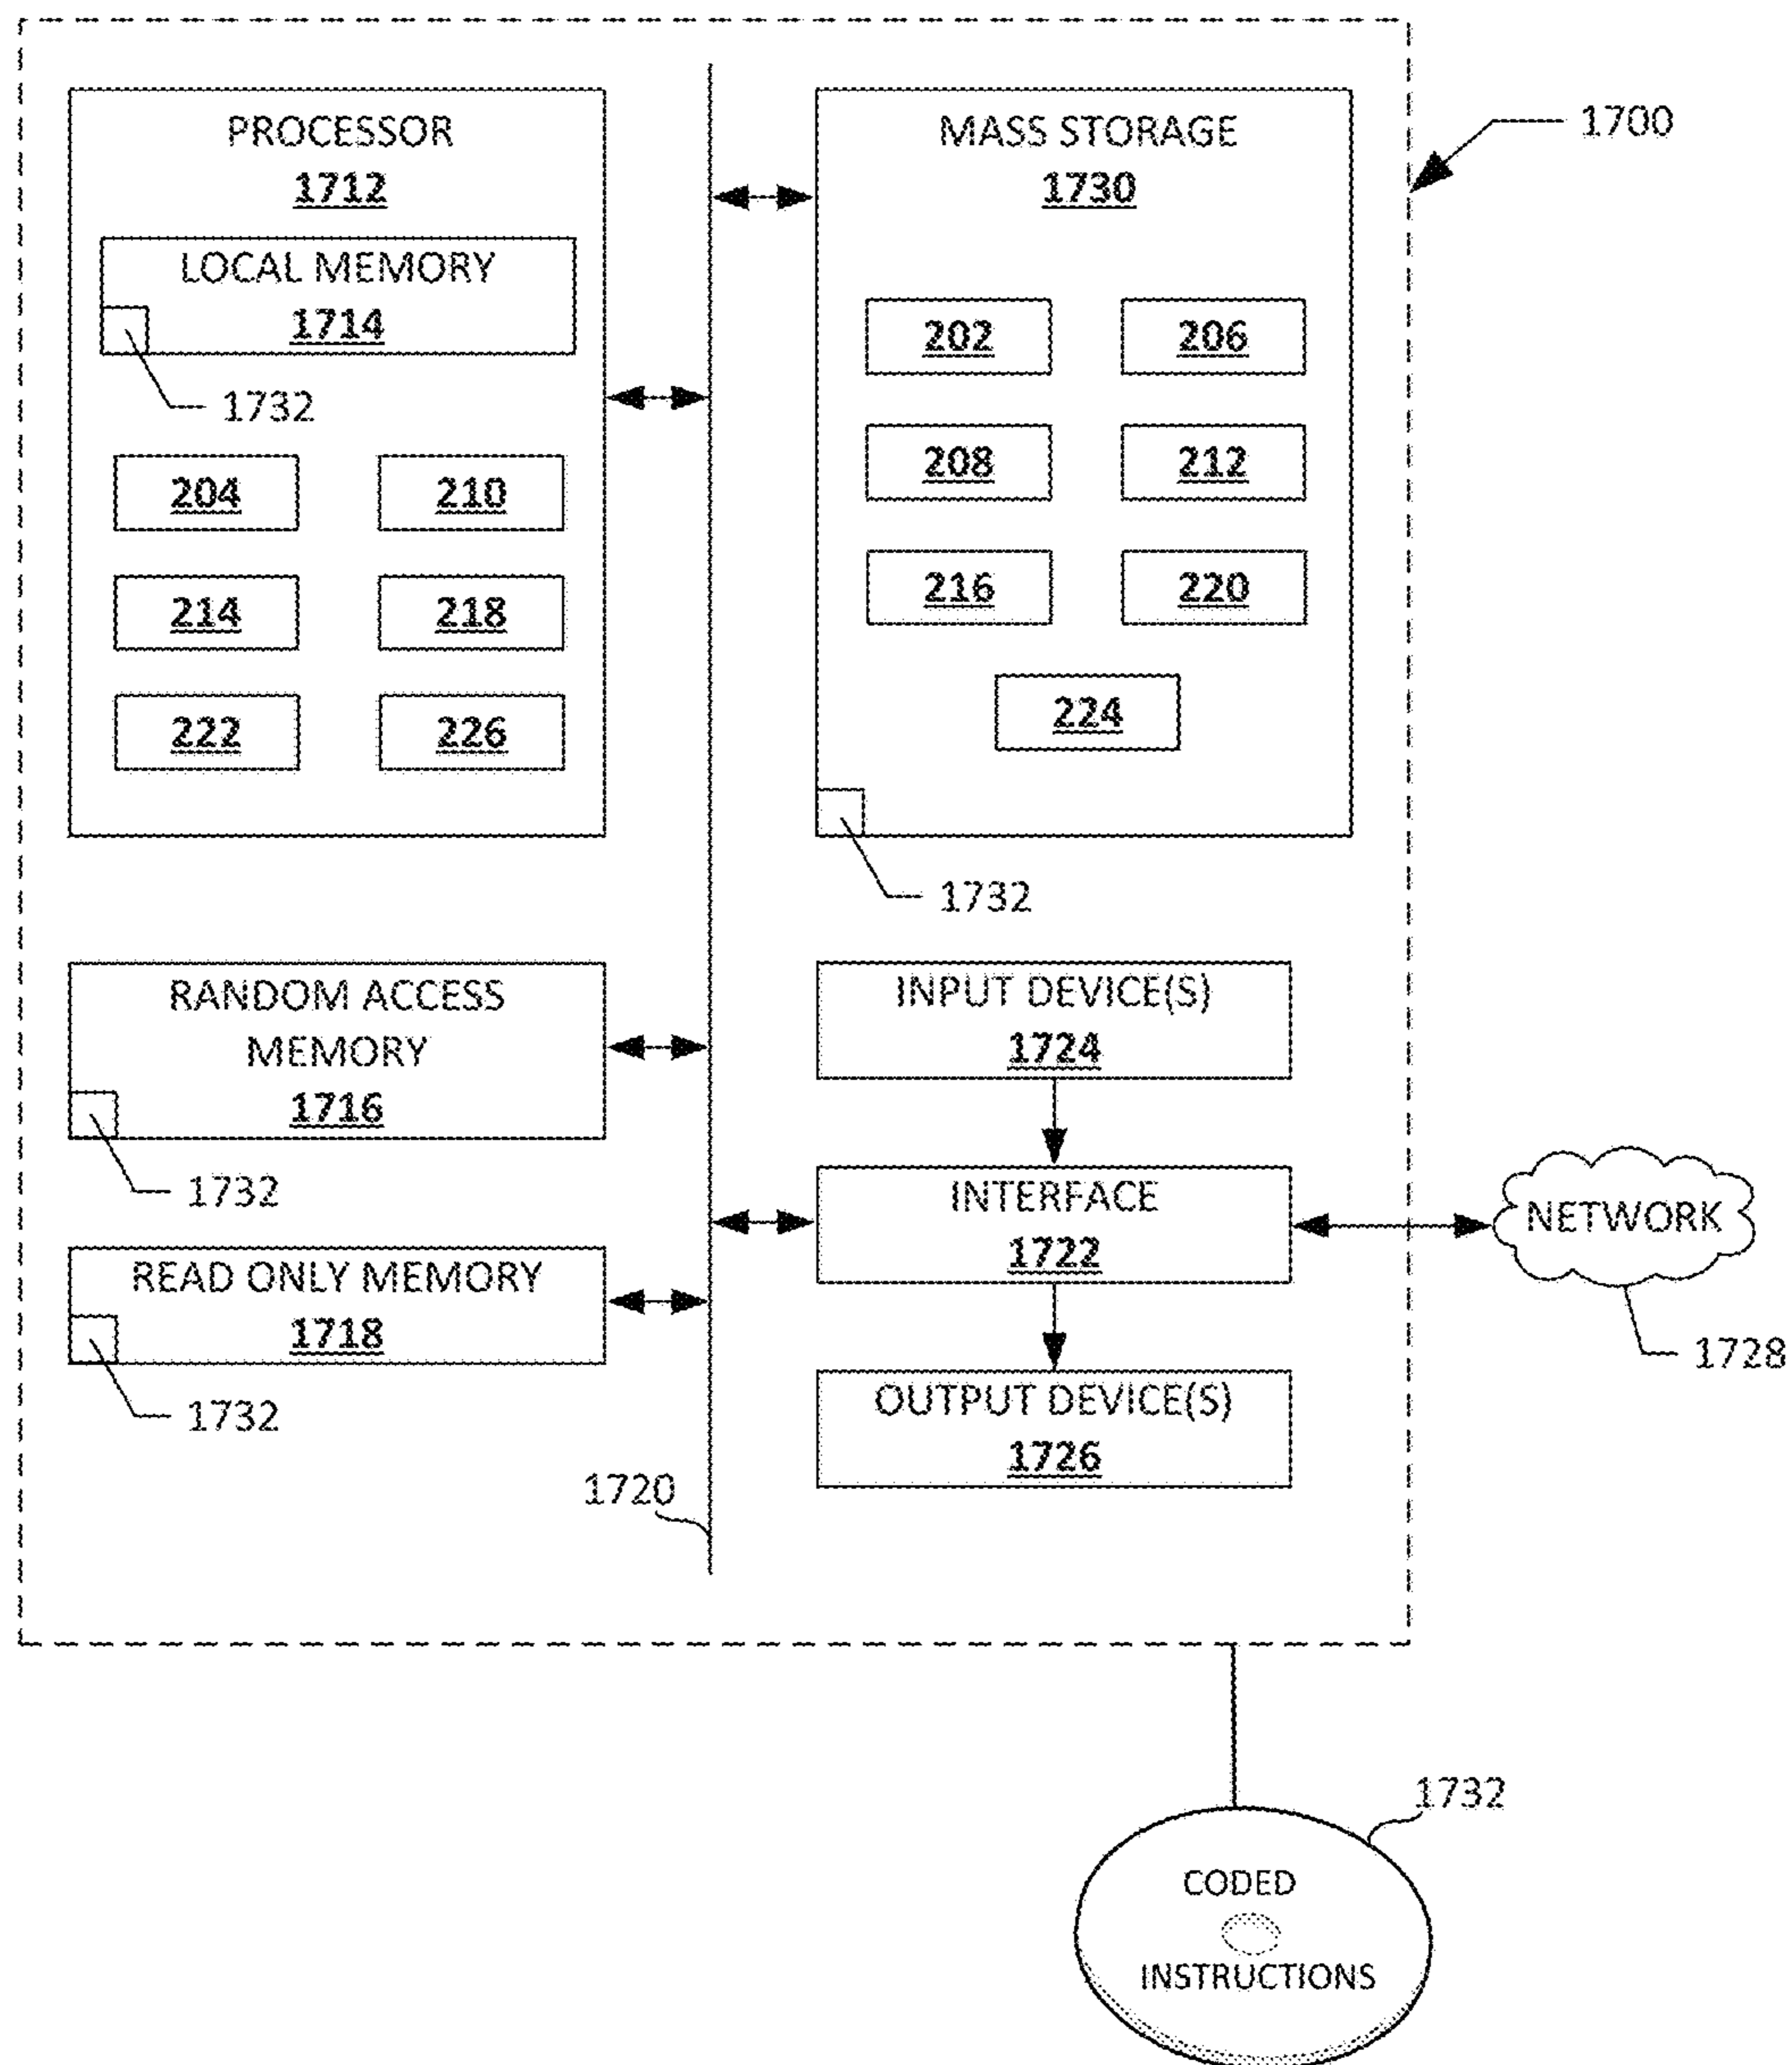 PROCESSOR
1712
LOCAL MEMORY
1714
1732
204
210
214
218
222
226
MASS STORAGE
1730
202
206
208
212
216
220
224
1732
1700
RANDOM ACCESS
MEMORY
1716
1732
READ ONLY MEMORY
1718
1732
INPUT DEVICE(S)
1724
INTERFACE
1722
OUTPUT DEVICE(S)
1726
1720
NETWORK
1728
1732
CODED
INSTRUCTIONS